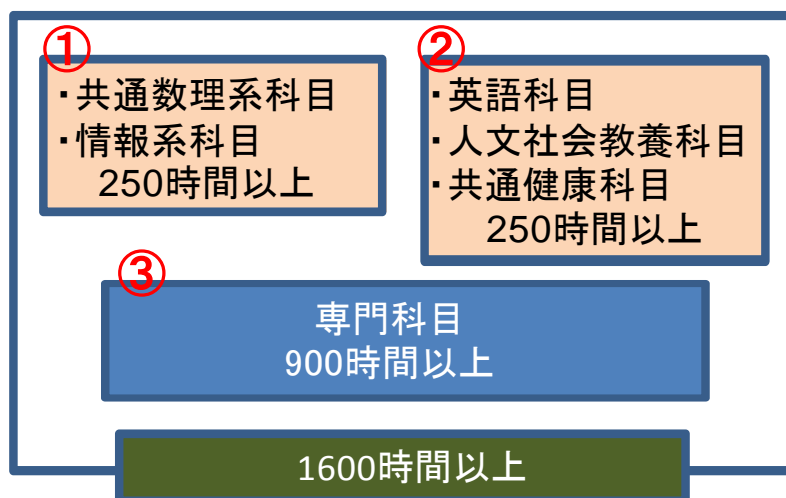 ①
・共通数理系科目
・情報系科目
250時間以上
②
・英語科目
・人文社会教養科目
・共通健康科目
250時間以上
③
専門科目
900時間以上
1600時間以上